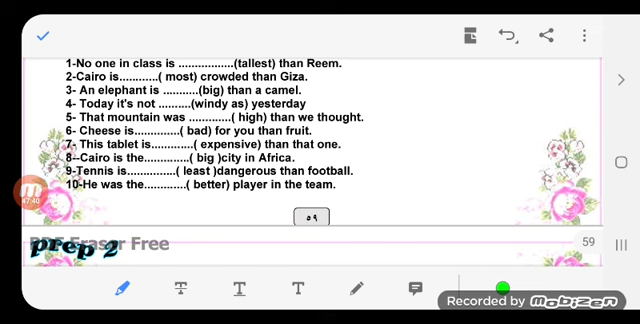 1-No one in class is .................(tallest) than Reem.
2-Cairo is............( most) crowded than Giza.
3- An elephant is ...........(big) than a camel.
4- Today it's not ..........(windy as) yesterday
5- That mountain was ............( high) than we thought.
6- Cheese is..............( bad) for you than fruit.
7- This tablet is.............( expensive) than that one.
8--Cairo is the.............( big )city in Africa.
9-Tennis is...............( least )dangerous than football.
10-He was the.............( better) player in the team.
٥٩
47:40
PDF Eraser Free
prep 2
59
Recorded by MOBIZEN